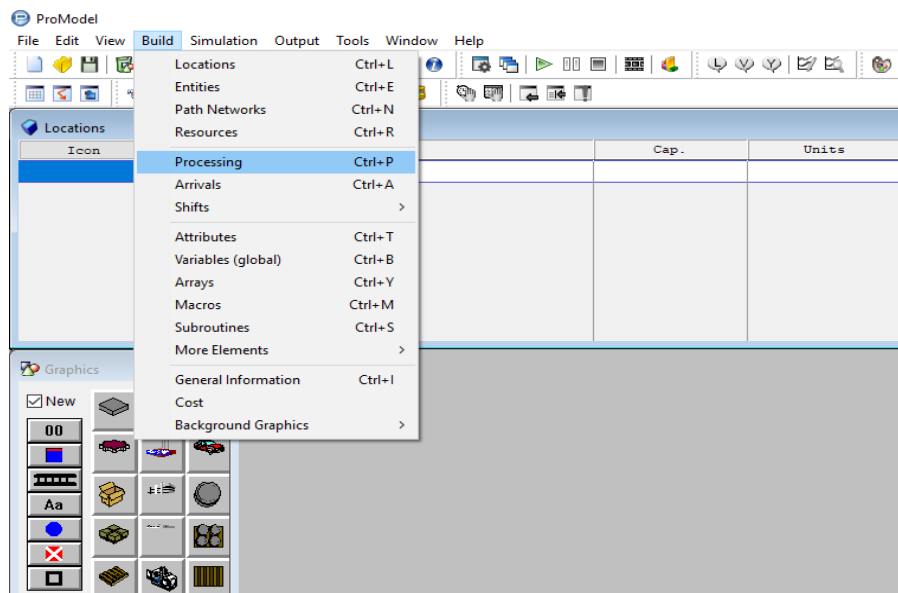 ProModel
File Edit View Build Simulation Output Tools Window Help
Locations Ctrl+L
Entities Ctrl+E
Path Networks Ctrl+N
Resources Ctrl+R
Processing Ctrl+P
Arrivals Ctrl+A
Shifts
Attributes Ctrl+T
Variables (global) Ctrl+B
Arrays Ctrl+Y
Macros Ctrl+M
Subroutines Ctrl+S
More Elements
General Information Ctrl+I
Cost
Background Graphics
Locations
Icon Cap. Units
Graphics
New
00
Aa